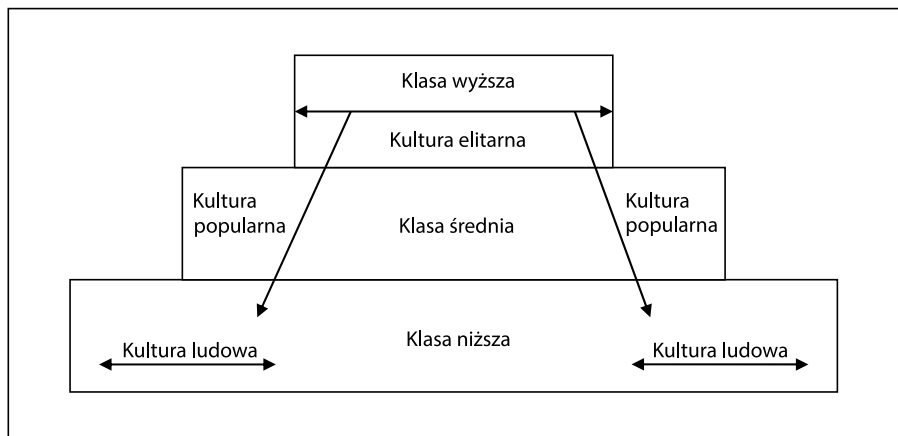 Klasa wyższa
Kultura elitarna
Kultura
popularna
Klasa średnia
Kultura
popularna
Klasa niższa
Kultura ludowa
Kultura ludowa